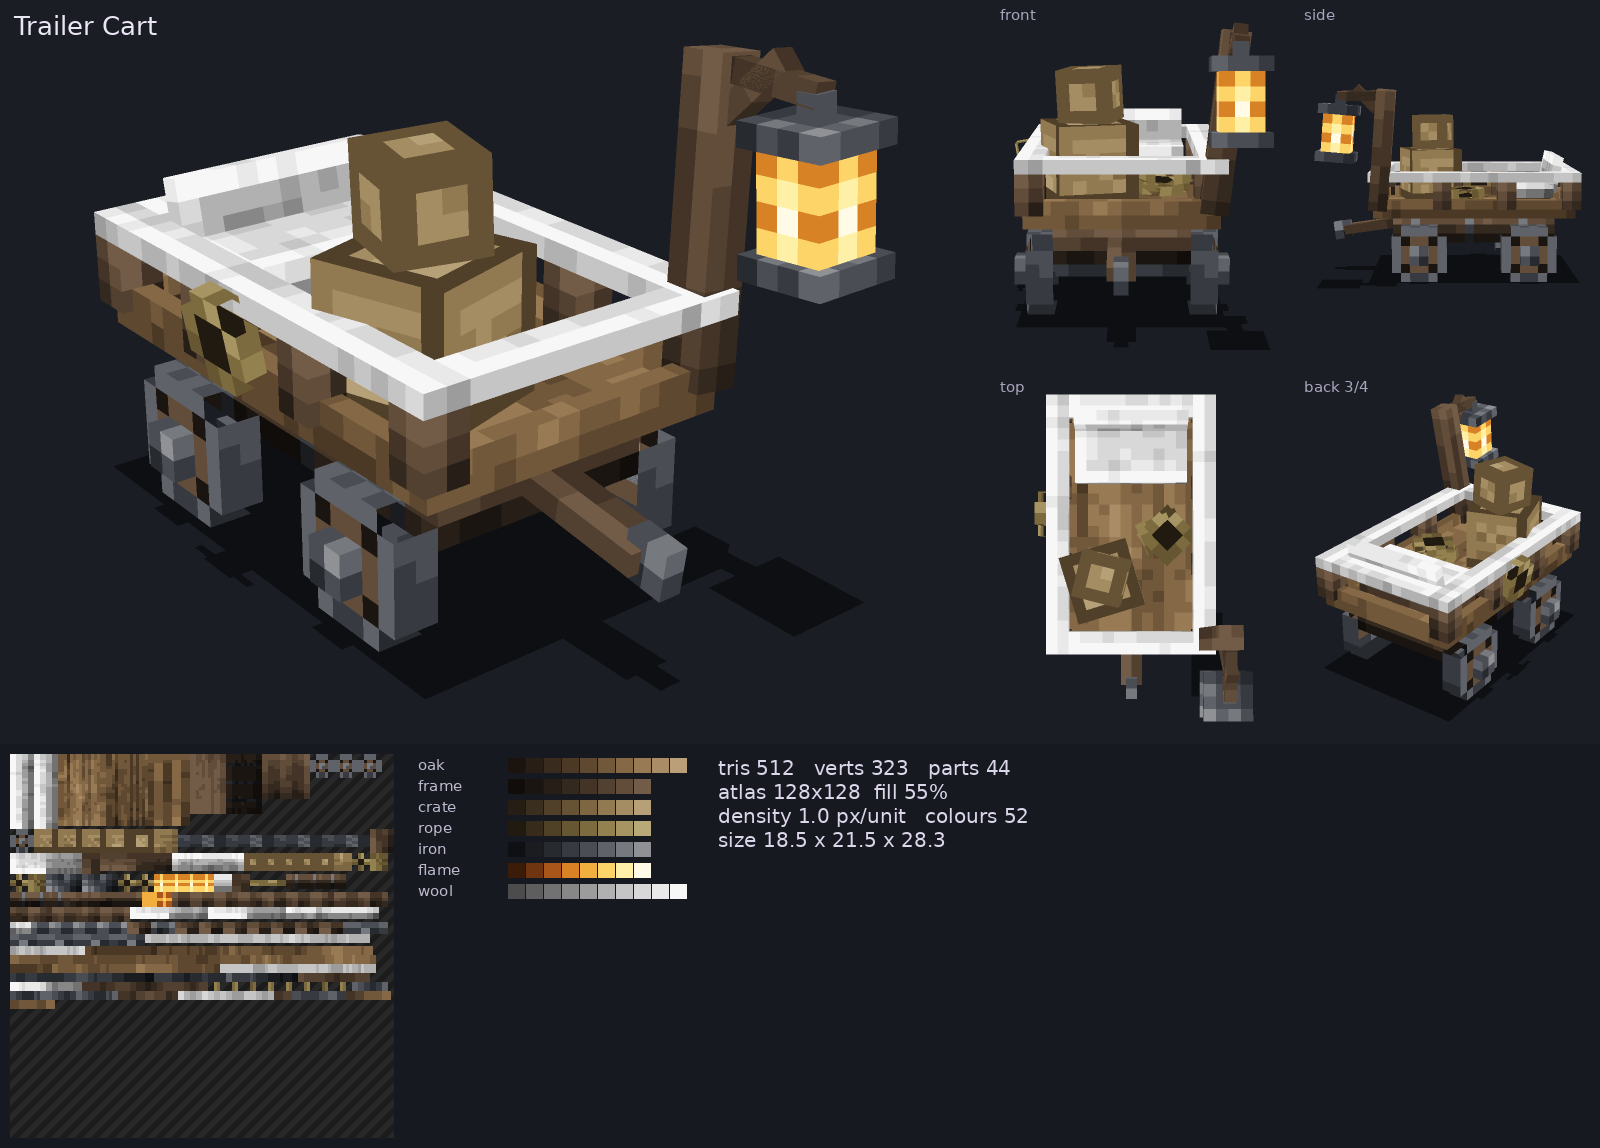 Trailer Cart
front
side
top
back 3/4
oak
frame
crate
rope
iron
flame
wool
tris 512   verts 323   parts 44
atlas 128x128  fill 55%
density 1.0 px/unit   colours 52
size 18.5 x 21.5 x 28.3